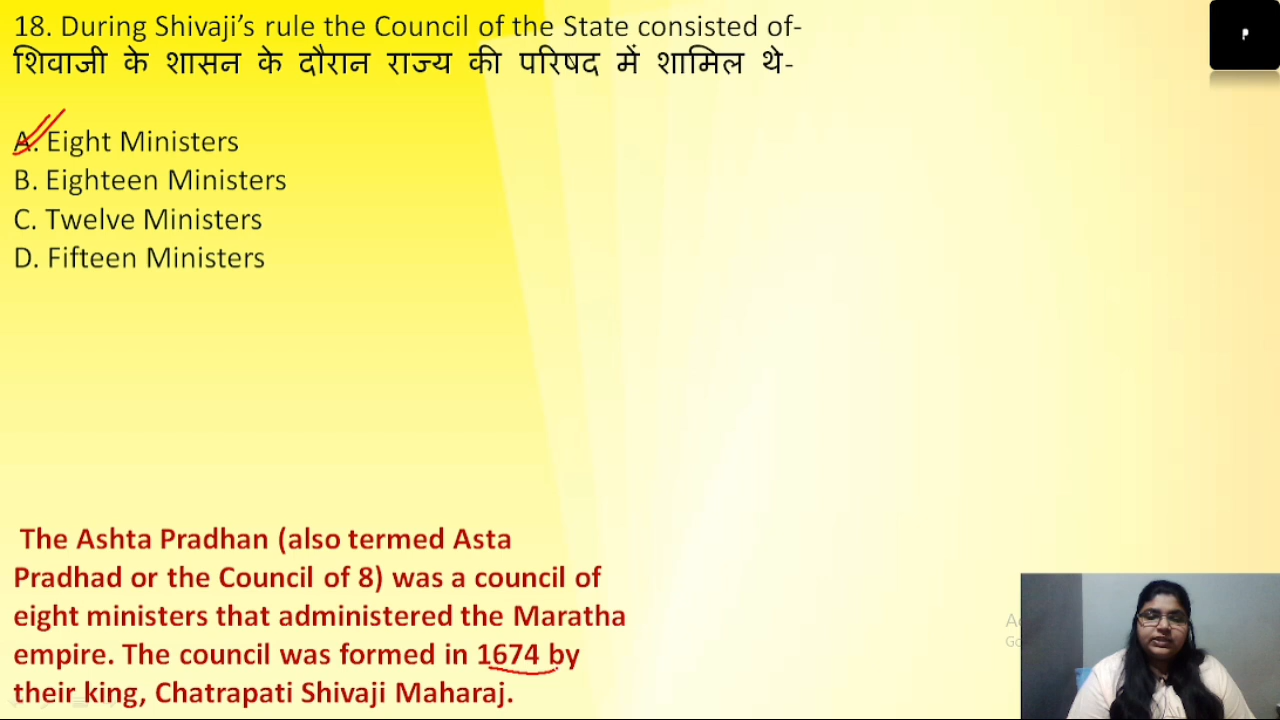 18. During Shivaji’s rule the Council of the State consisted of-
शिवाजी के शासन के दौरान राज्य की परिषद में शामिल थे-
A. Eight Ministers
B. Eighteen Ministers
C. Twelve Ministers
D. Fifteen Ministers
The Ashta Pradhan (also termed Asta
Pradhad or the Council of 8) was a council of
eight ministers that administered the Maratha
empire. The council was formed in 1674 by
their king, Chatrapati Shivaji Maharaj.